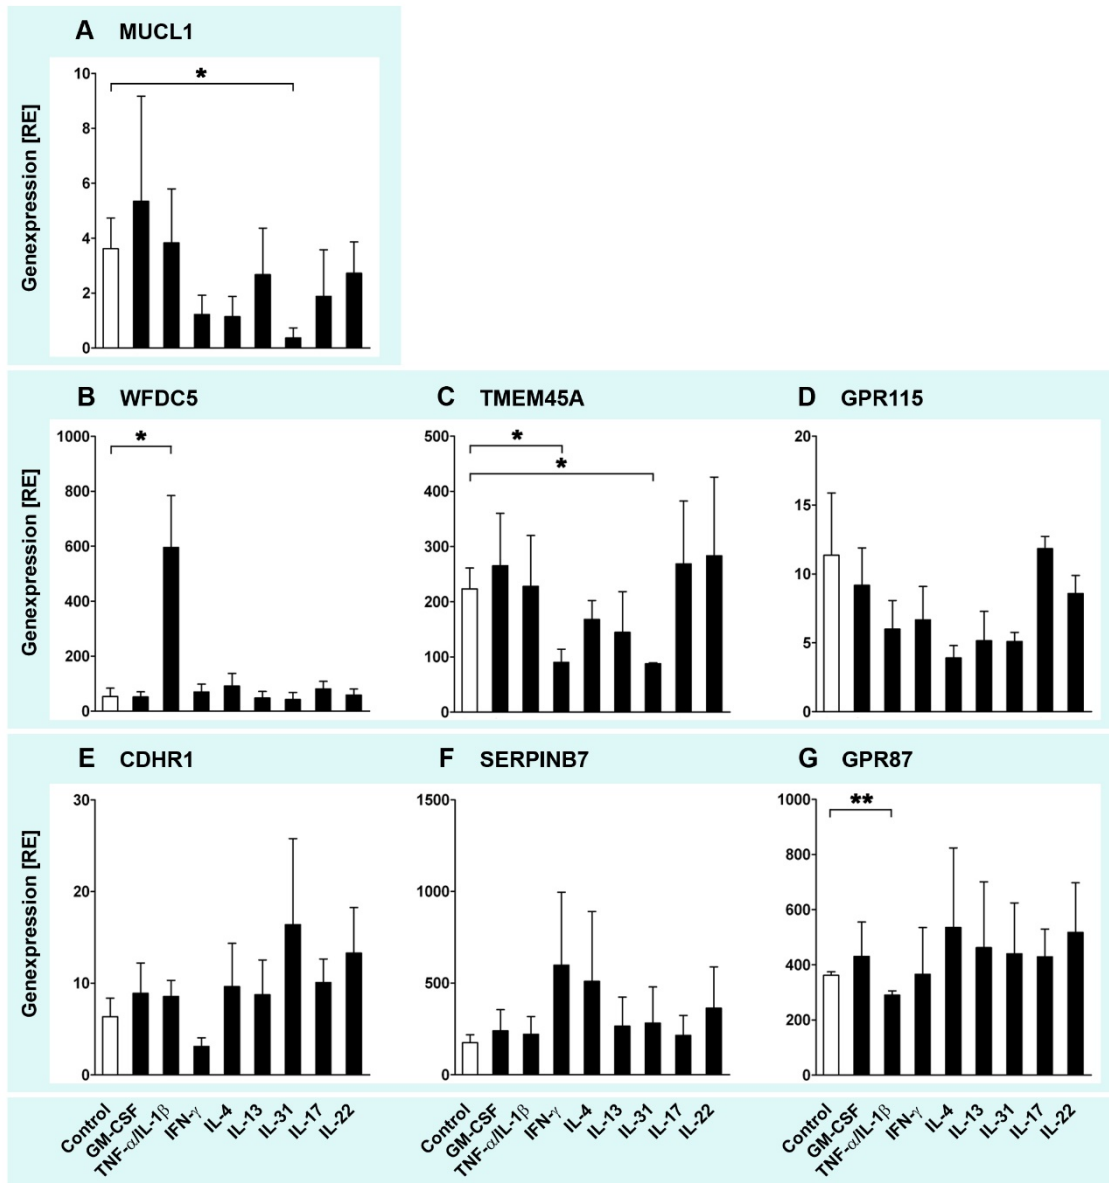 A MUCL1
Genexpression [RE]
10
8
6
4
2
0
*
B WFDC5
C TMEM45A
D GPR115
Genexpression [RE]
1000
800
600
400
200
0
*
500
400
300
200
100
0
*
*
20
15
10
5
0
E CDHR1
F SERPINB7
G GPR87
Genexpression [RE]
30
20
10
0
1500
1000
500
0
1000
800
600
400
200
0
**
Control
GM-CSF
TNF-α/IL-1β
IFN-γ
IL-4
IL-13
IL-31
IL-17
IL-22
Control
GM-CSF
TNF-α/IL-1β
IFN-γ
IL-4
IL-13
IL-31
IL-17
IL-22
Control
GM-CSF
TNF-α/IL-1β
IFN-γ
IL-4
IL-13
IL-31
IL-17
IL-22